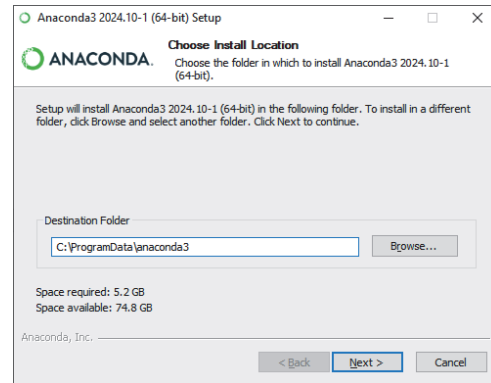 Anaconda3 2024.10-1 (64-bit) Setup
ANACONDA.
Choose Install Location
Choose the folder in which to install Anaconda3 2024.10-1
(64-bit).
Setup will install Anaconda3 2024.10-1 (64-bit) in the following folder. To install in a different
folder, click Browse and select another folder. Click Next to continue.
Destination Folder
C:\ProgramData\anaconda3
Browse...
Space required: 5.2 GB
Space available: 74.8 GB
Anaconda, Inc.
< Back
Next >
Cancel